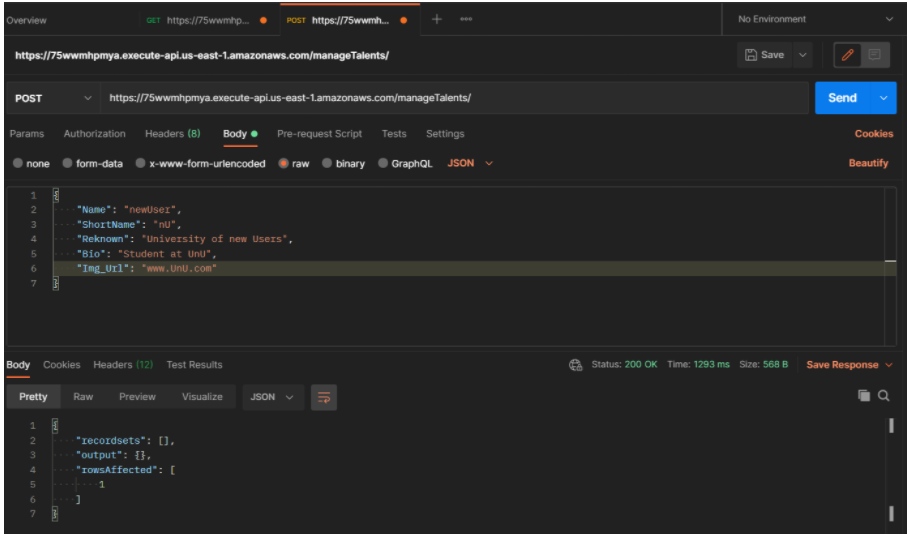 Overview GET https://75wwmhp... POST https://75wwmh... + ooo No Environment
https://75wwmhpmya.execute-api.us-east-1.amazonaws.com/manageTalents/ Save
POST https://75wwmhpmya.execute-api.us-east-1.amazonaws.com/manageTalents/ Send
Params Authorization Headers (8) Body Pre-request Script Tests Settings Cookies
none form-data x-www-form-urlencoded raw binary GraphQL JSON Beautify
1 {
2 "Name": "newUser",
3 "ShortName": "nU",
4 "Reknown": "University of new Users",
5 "Bio": "Student at UnU",
6 "Img_Url": "www.UnU.com"
7 }
Body Cookies Headers (12) Test Results Status: 200 OK Time: 1293 ms Size: 568 B Save Response
Pretty Raw Preview Visualize JSON
1 {
2 "recordsets": [],
3 "output": {},
4 "rowsAffected": [
5 1
6 ]
7 }